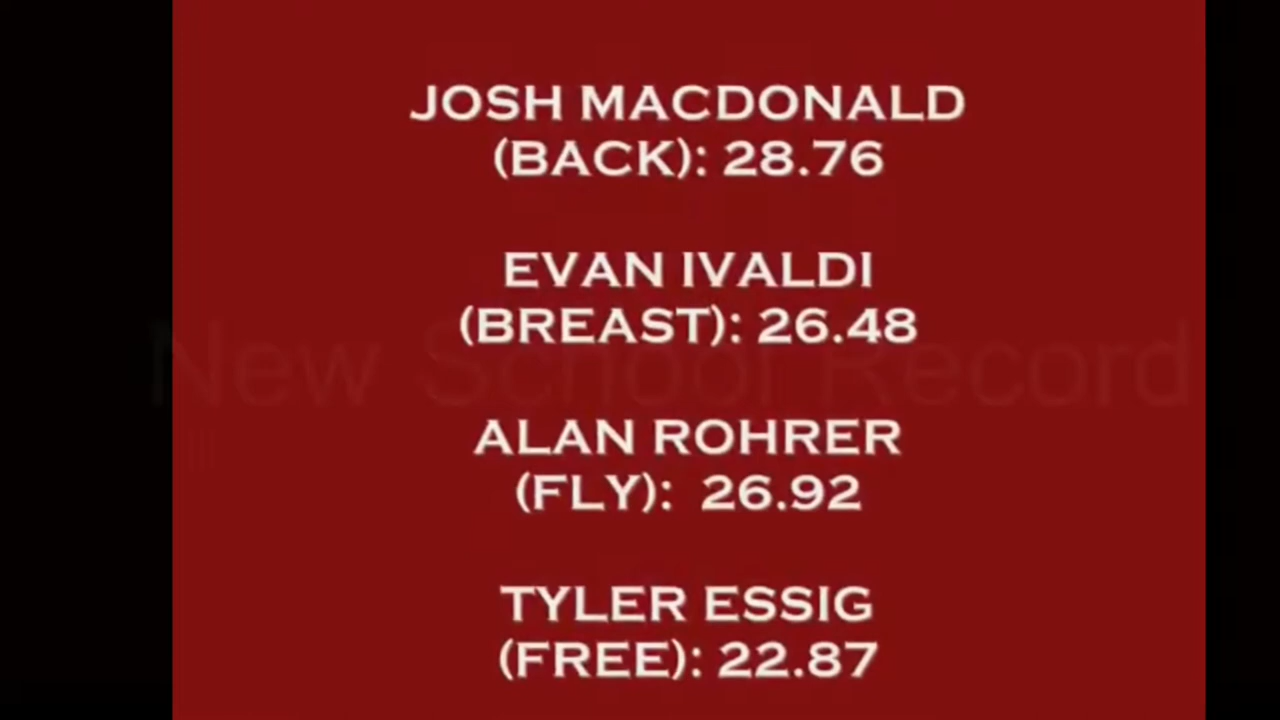 JOSH MACDONALD
(BACK): 28.76
EVAN IVALDI
(BREAST): 26.48
New School Record
ALAN ROHRER
(FLY): 26.92
TYLER ESSIG
(FREE): 22.87